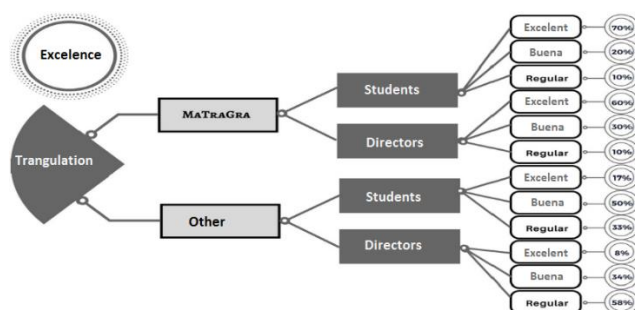 Excelence
Trangulation
MATRAGRA
Students
Excelent 70%
Buena 20%
Regular 10%
Directors
Excelent 60%
Buena 30%
Regular 10%
Other
Students
Excelent 17%
Buena 50%
Regular 33%
Directors
Excelent 8%
Buena 34%
Regular 58%